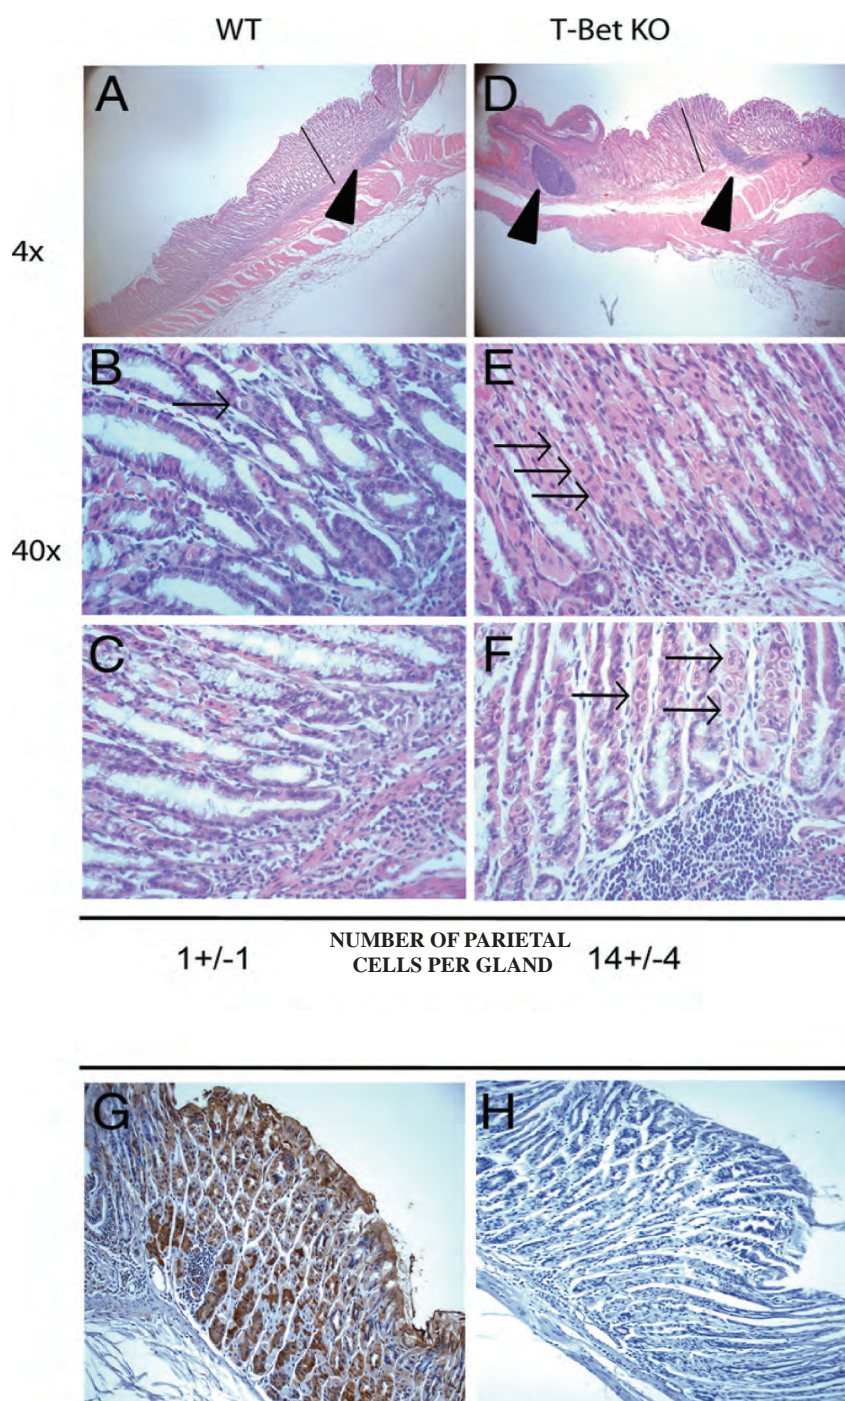 WT T-Bet KO
A D
4x
B E
40x
C F
NUMBER OF PARIETAL
1+/-1 CELLS PER GLAND 14+/-4
G H